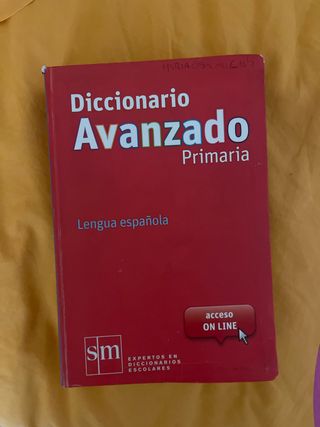 Diccionario
Avanzado
Primaria
Lengua española
acceso
ON LINE
sm
EXPERTOS EN
DICCIONARIOS
ESCOLARES